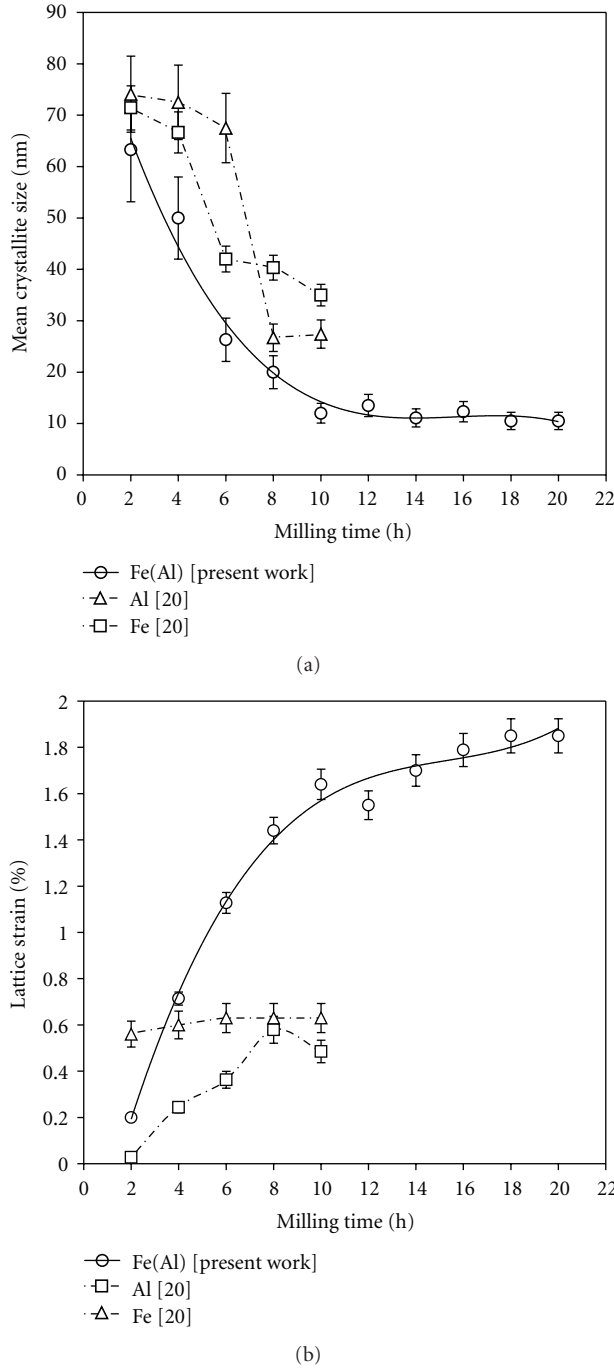 90
80
70
60
50
40
30
20
10
0
Mean crystallite size (nm)
0 2 4 6 8 10 12 14 16 18 20 22
Milling time (h)
Fe(Al) [present work]
Al [20]
Fe [20]
(a)
2
1.8
1.6
1.4
1.2
1
0.8
0.6
0.4
0.2
0
Lattice strain (%)
0 2 4 6 8 10 12 14 16 18 20 22
Milling time (h)
Fe(Al) [present work]
Al [20]
Fe [20]
(b)